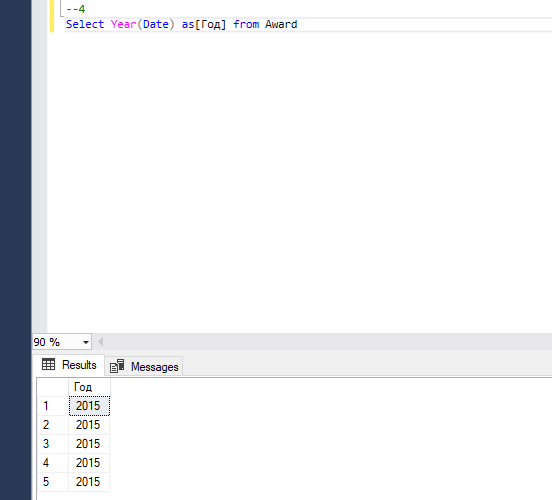 --4
Select Year(Date) as[Год] from Award
90 %
Results Messages
Год
1 2015
2 2015
3 2015
4 2015
5 2015